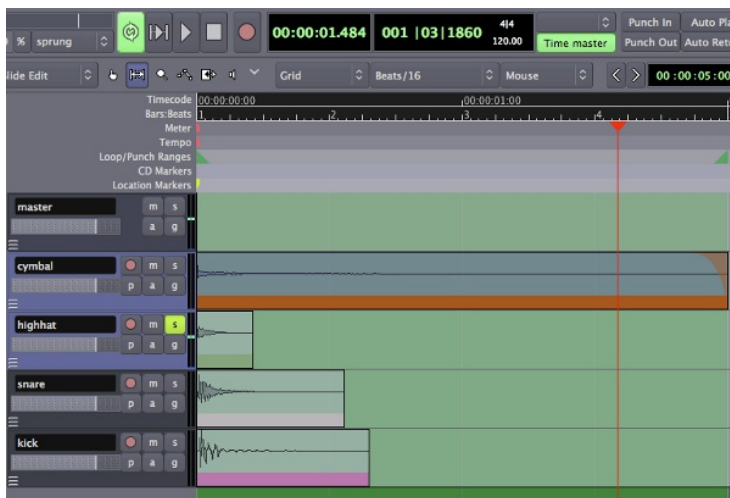 % sprung 00:00:01.484 001 |03|1860 4|4 120.00 Time master Punch In Auto Pl
Punch Out Auto Ret
lide Edit Grid Beats/16 Mouse 00:00:05:00
Timecode 00:00:00:00 00:00:01:00
Bars:Beats 1 2 3 4
Meter
Tempo
Loop/Punch Ranges
CD Markers
Location Markers
master m s
a g
cymbal m s
p a g
highhat m s
p a g
snare m s
p a g
kick m s
p a g